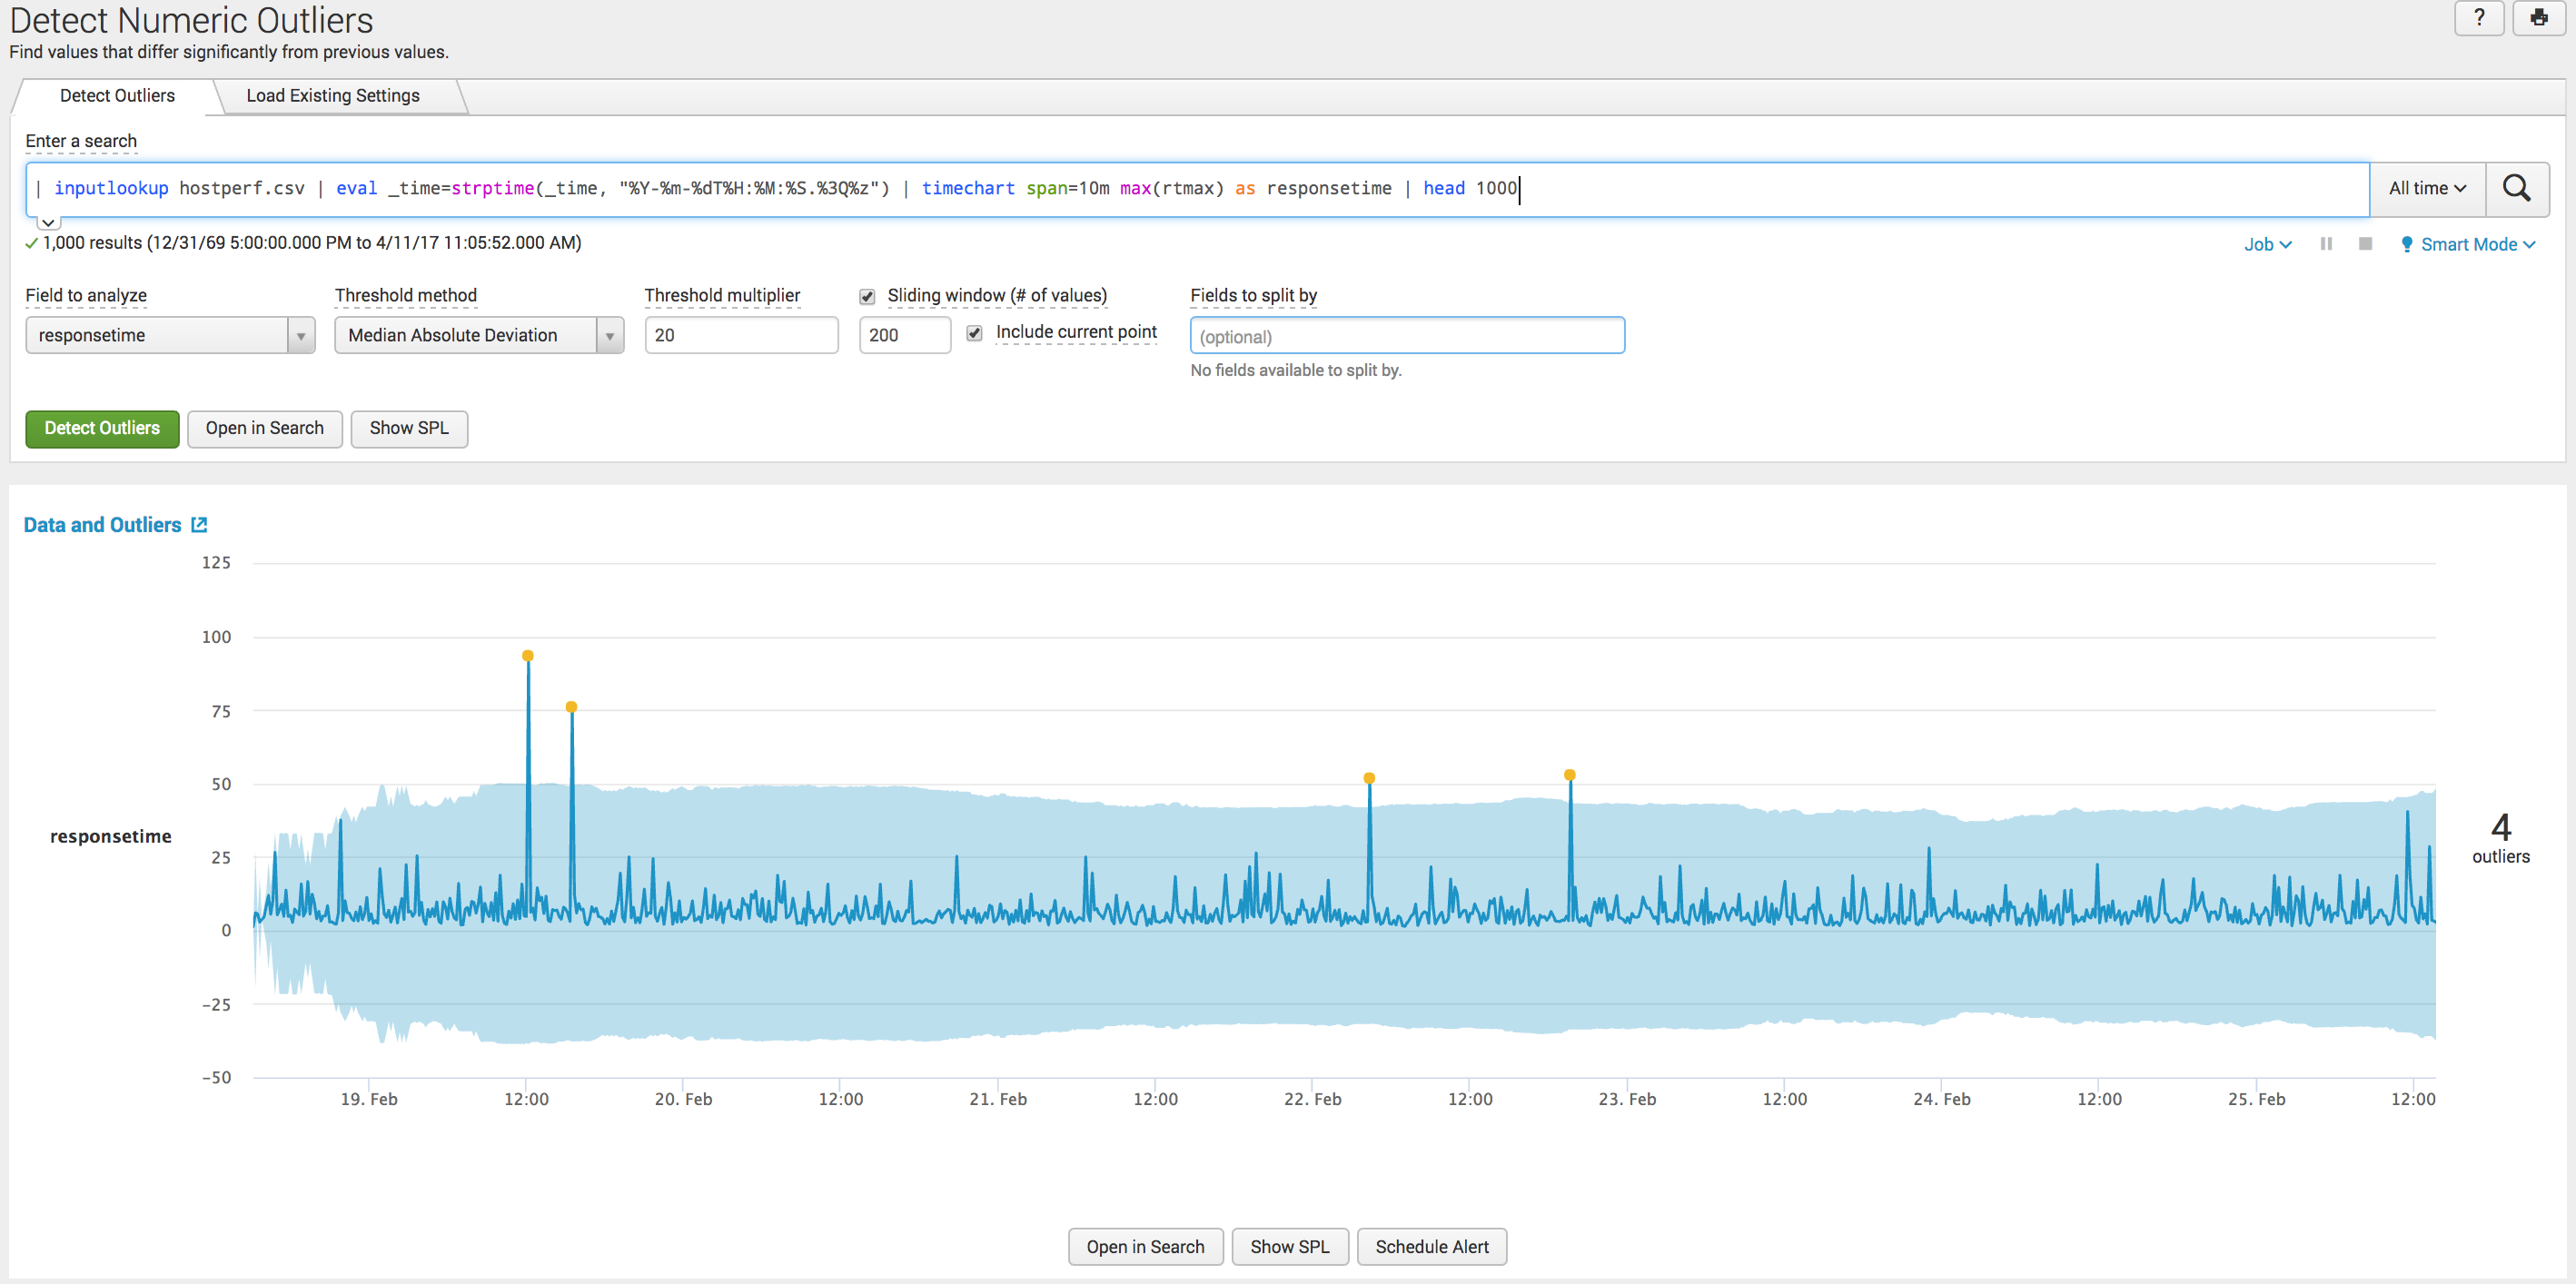 Detect Numeric Outliers
?
Find values that differ significantly from previous values.
Detect Outliers
Load Existing Settings
Enter a search
| inputlookup hostperf.csv | eval _time=strptime(_time, "%Y-%m-%dT%H:%M:%S.%3Q%z") | timechart span=10m max(rtmax) as responsetime | head 1000
All time
1,000 results (12/31/69 5:00:00.000 PM to 4/11/17 11:05:52.000 AM)
Job
Smart Mode
Field to analyze
Threshold method
Threshold multiplier
Sliding window (# of values)
Fields to split by
responsetime
Median Absolute Deviation
20
200
Include current point
(optional)
No fields available to split by.
Detect Outliers
Open in Search
Show SPL
Data and Outliers
125
100
75
50
25
0
−25
−50
responsetime
4
outliers
19. Feb
12:00
20. Feb
12:00
21. Feb
12:00
22. Feb
12:00
23. Feb
12:00
24. Feb
12:00
25. Feb
12:00
Open in Search
Show SPL
Schedule Alert